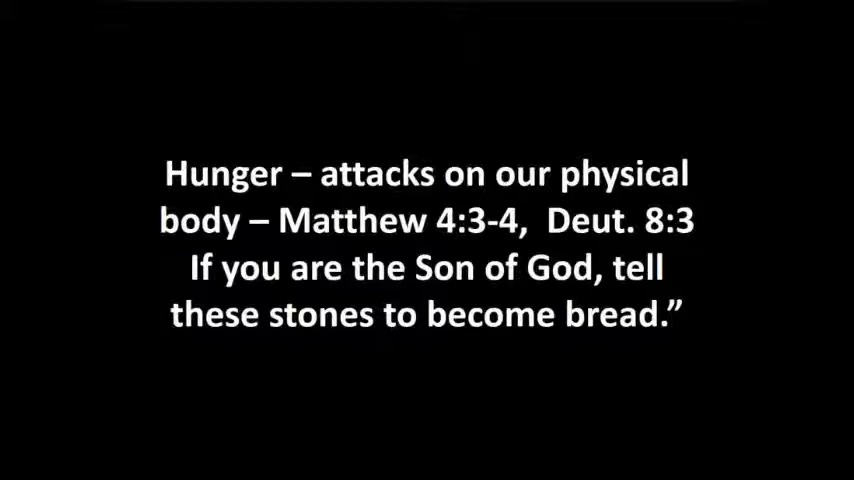 Hunger – attacks on our physical
body – Matthew 4:3-4,  Deut. 8:3
If you are the Son of God, tell
these stones to become bread.”